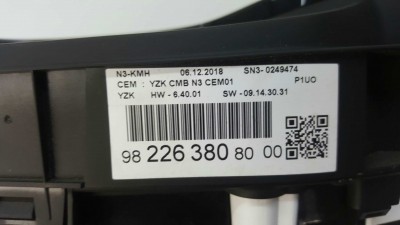 N3-KMH 06.12.2018 SN3-0249474
CEM : YZK CMB N3 CEM01 P1UO
YZK HW - 6.40.01 SW - 09.14.30.31
98 226 380 80 00